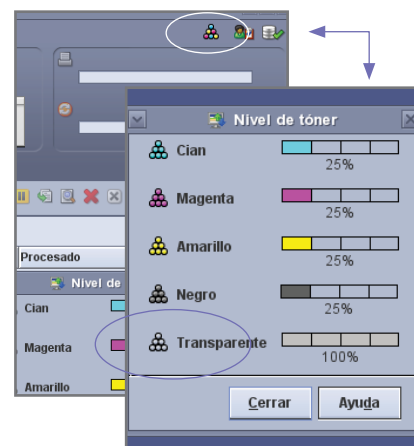 Procesado
Nivel de
Cian
Magenta
Amarillo
Nivel de tóner
Cian
25%
Magenta
25%
Amarillo
25%
Negro
25%
Transparente
100%
Cerrar
Ayuda